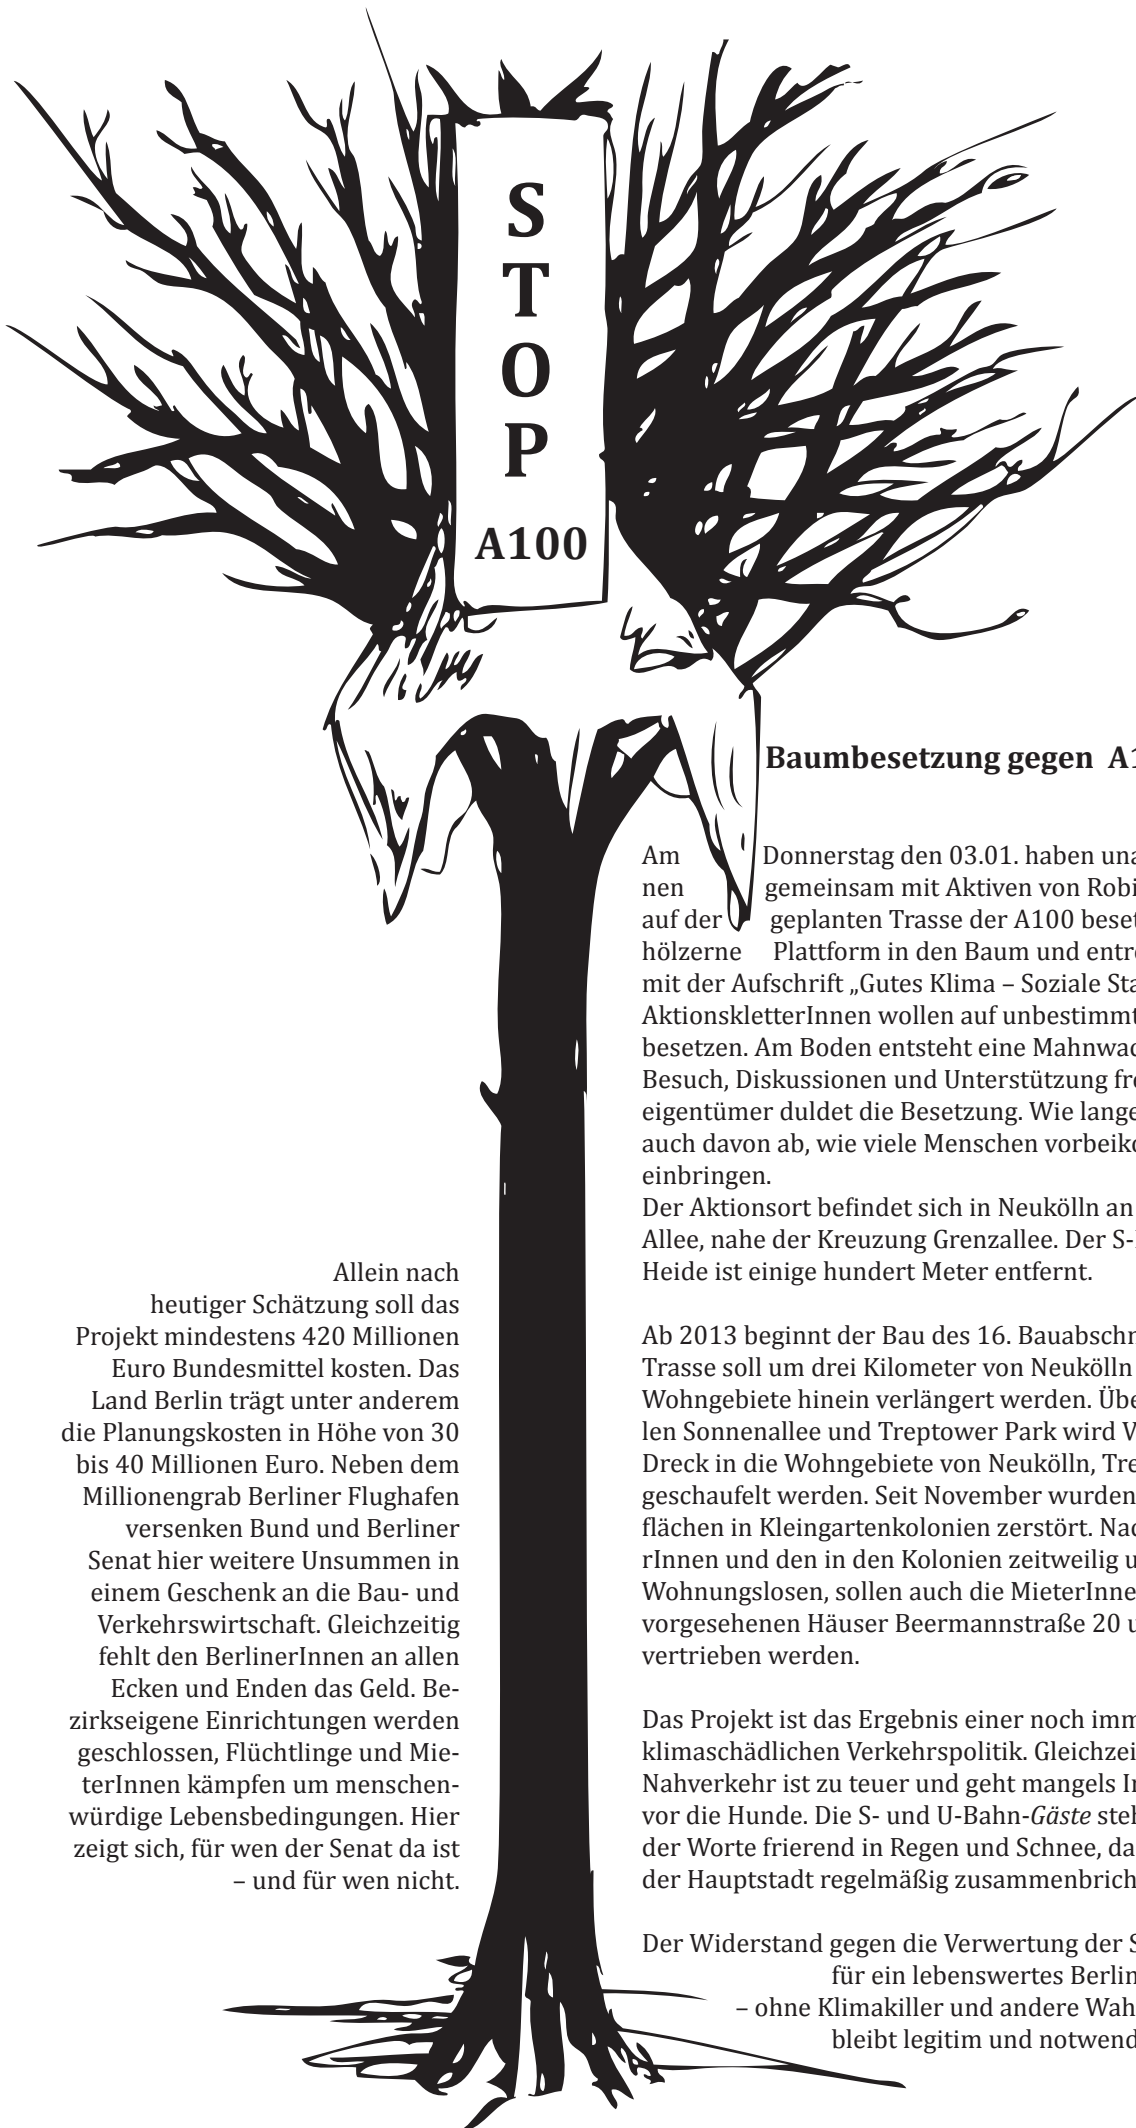 S
T
O
P
A100
Baumbesetzung gegen A1
Am Donnerstag den 03.01. haben una
nen gemeinsam mit Aktiven von Robi
auf der geplanten Trasse der A100 beset
hölzerne Plattform in den Baum und entro
mit der Aufschrift „Gutes Klima – Soziale Sta
AktionskletterInnen wollen auf unbestimmt
besetzen. Am Boden entsteht eine Mahnwac
Besuch, Diskussionen und Unterstützung fre
eigentümer duldet die Besetzung. Wie lange
auch davon ab, wie viele Menschen vorbeiko
einbringen.
Der Aktionsort befindet sich in Neukölln an
Allee, nahe der Kreuzung Grenzallee. Der S-
Heide ist einige hundert Meter entfernt.
Ab 2013 beginnt der Bau des 16. Bauabschn
Trasse soll um drei Kilometer von Neukölln
Wohngebiete hinein verlängert werden. Übe
len Sonnenallee und Treptower Park wird V
Dreck in die Wohngebiete von Neukölln, Tre
geschaufelt werden. Seit November wurden
flächen in Kleingartenkolonien zerstört. Nac
rInnen und den in den Kolonien zeitweilig u
Wohnungslosen, sollen auch die MieterInne
vorgesehenen Häuser Beermannstraße 20 u
vertrieben werden.
Das Projekt ist das Ergebnis einer noch imm
klimaschädlichen Verkehrspolitik. Gleichzei
Nahverkehr ist zu teuer und geht mangels In
vor die Hunde. Die S- und U-Bahn-Gäste steh
der Worte frierend in Regen und Schnee, da
der Hauptstadt regelmäßig zusammenbrich
Der Widerstand gegen die Verwertung der S
für ein lebenswertes Berlin
– ohne Klimakiller und andere Wah
bleibt legitim und notwend
Allein nach
heutiger Schätzung soll das
Projekt mindestens 420 Millionen
Euro Bundesmittel kosten. Das
Land Berlin trägt unter anderem
die Planungskosten in Höhe von 30
bis 40 Millionen Euro. Neben dem
Millionengrab Berliner Flughafen
versenken Bund und Berliner
Senat hier weitere Unsummen in
einem Geschenk an die Bau- und
Verkehrswirtschaft. Gleichzeitig
fehlt den BerlinerInnen an allen
Ecken und Enden das Geld. Be-
zirkseigene Einrichtungen werden
geschlossen, Flüchtlinge und Mie-
terInnen kämpfen um menschen-
würdige Lebensbedingungen. Hier
zeigt sich, für wen der Senat da ist
– und für wen nicht.